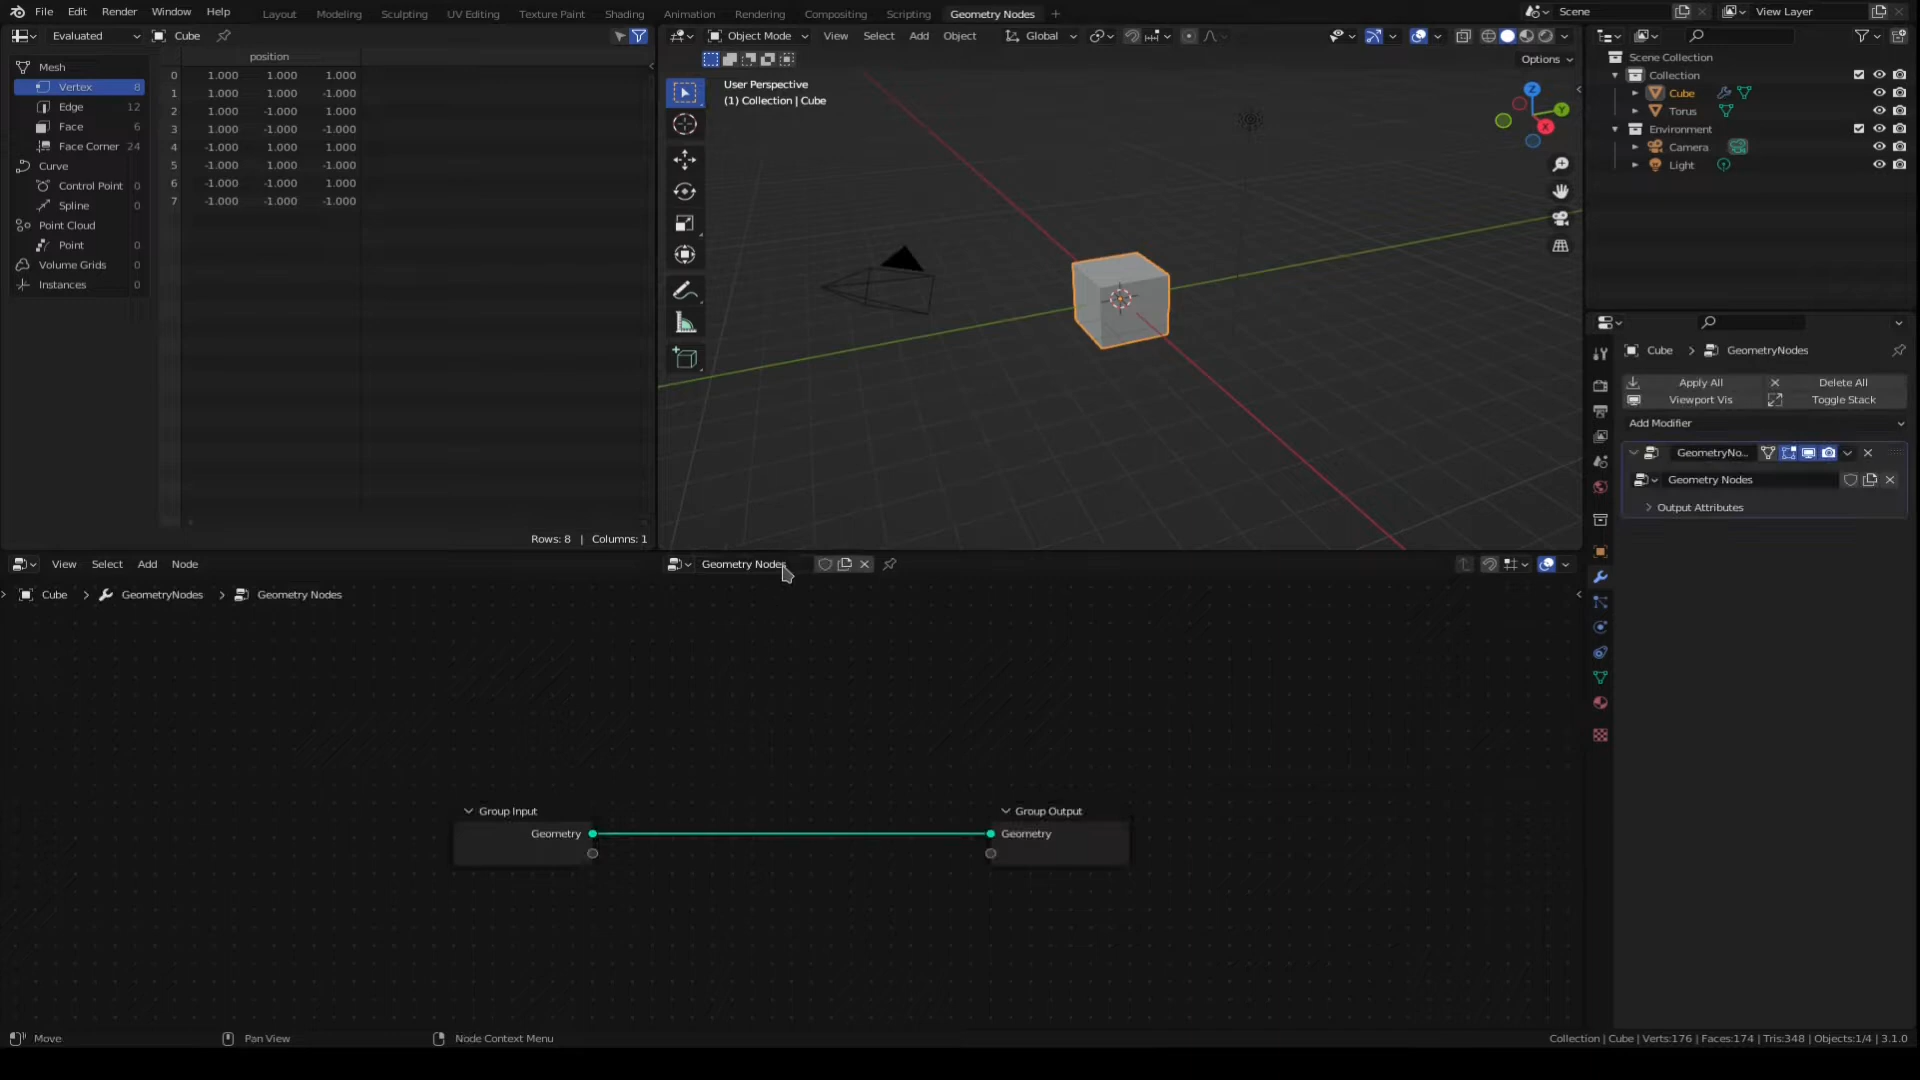 File Edit Render Window Help Layout Modeling Sculpting UV Editing Texture Paint Shading Animation Rendering Compositing Scripting Geometry Nodes + Scene View Layer
Evaluated Cube
position
Mesh
Vertex 8
Edge 12
Face 6
Face Corner 24
Curve
Control Point 0
Spline 0
Point Cloud
Point 0
Volume Grids 0
Instances 0
0 1.000 1.000 1.000
1 1.000 1.000 -1.000
2 1.000 -1.000 1.000
3 1.000 -1.000 -1.000
4 -1.000 1.000 1.000
5 -1.000 1.000 -1.000
6 -1.000 -1.000 1.000
7 -1.000 -1.000 -1.000
Rows: 8 | Columns: 1
Object Mode View Select Add Object Global
Options
User Perspective
(1) Collection | Cube
Z
Y
X
Scene Collection
Collection
Cube
Torus
Environment
Camera
Light
Cube > GeometryNodes
Apply All Delete All
Viewport Vis Toggle Stack
Add Modifier
GeometryNo...
Geometry Nodes
Output Attributes
View Select Add Node Geometry Nodes
Cube > GeometryNodes > Geometry Nodes
Group Input
Geometry
Group Output
Geometry
Move Pan View Node Context Menu Collection | Cube | Verts:176 | Faces:174 | Tris:348 | Objects:1/4 | 3.1.0